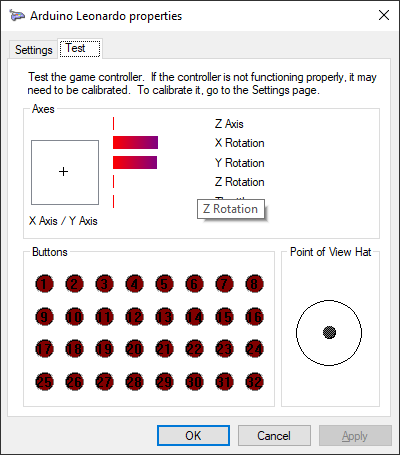 Arduino Leonardo properties
Settings
Test
Test the game controller. If the controller is not functioning properly, it may
need to be calibrated. To calibrate it, go to the Settings page.
Axes
Z Axis
X Rotation
Y Rotation
Z Rotation
Z Rotation
X Axis / Y Axis
Buttons
1 2 3 4 5 6 7 8
9 10 11 12 13 14 15 16
17 18 19 20 21 22 23 24
25 26 27 28 29 30 31 32
Point of View Hat
OK
Cancel
Apply